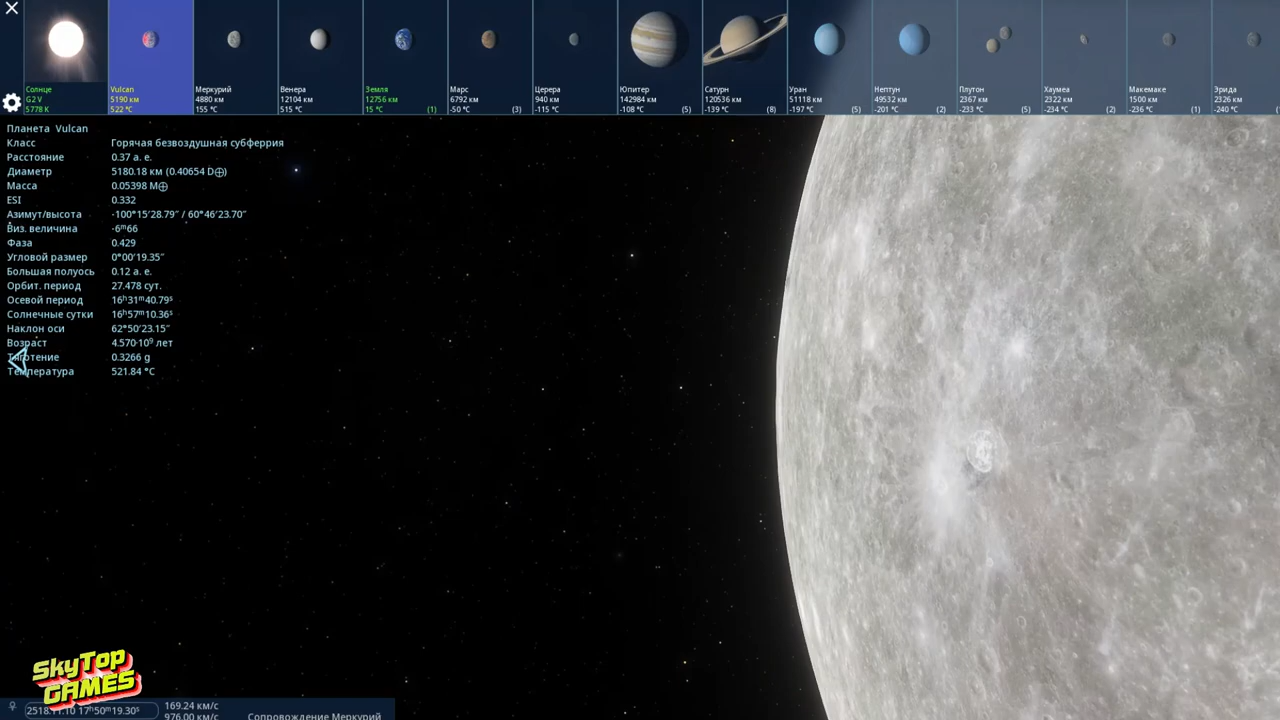 Солнце
G2 V
5778 K
Vulcan
5190 км
522 °C
Меркурий
4880 км
155 °C
Венера
12104 км
515 °C
Земля
12756 км
15 °C (1)
Марс
6792 км
-50 °C (3)
Церера
940 км
-115 °C
Юпитер
142984 км
-108 °C (5)
Сатурн
120536 км
-139 °C (8)
Уран
51118 км
-197 °C (5)
Нептун
49532 км
-201 °C (2)
Плутон
2367 км
-233 °C (5)
Хаумеа
2322 км
-234 °C (2)
Макемаке
1500 км
-236 °C (1)
Эрида
2326 км
-240 °C
Планета Vulcan
Класс Горячая безвоздушная субферрия
Расстояние 0.37 а. е.
Диаметр 5180.18 км (0.40654 D⊕)
Масса 0.05398 M⊕
ESI 0.332
Азимут/высота -100°15′28.79″ / 60°46′23.70″
Виз. величина -6ᵐ66
Фаза 0.429
Угловой размер 0°00′19.35″
Большая полуось 0.12 а. е.
Орбит. период 27.478 сут.
Осевой период 16ʰ31ᵐ40.79ˢ
Солнечные сутки 16ʰ57ᵐ10.36ˢ
Наклон оси 62°50′23.15″
Возраст 4.570·10⁹ лет
Тяготение 0.3266 g
Температура 521.84 °C
SkyTop
GAMES
2518.11.10 17ʰ50ᵐ19.30ˢ
169.24 км/с
976.00 км/с
Сопровождение Меркурий